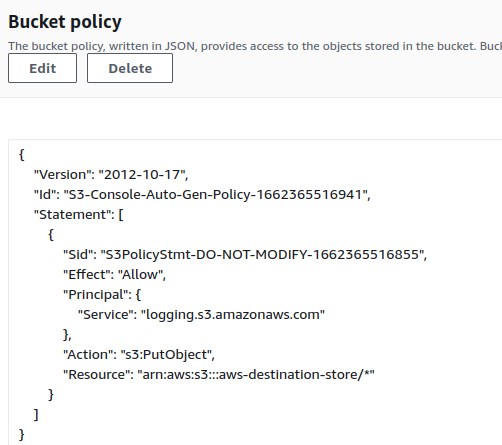 Bucket policy
The bucket policy, written in JSON, provides access to the objects stored in the bucket.
Edit Delete
{
"Version": "2012-10-17",
"Id": "S3-Console-Auto-Gen-Policy-1662365516941",
"Statement": [
{
"Sid": "S3PolicyStmt-DO-NOT-MODIFY-1662365516855",
"Effect": "Allow",
"Principal": {
"Service": "logging.s3.amazonaws.com"
},
"Action": "s3:PutObject",
"Resource": "arn:aws:s3:::aws-destination-store/*"
}
]
}